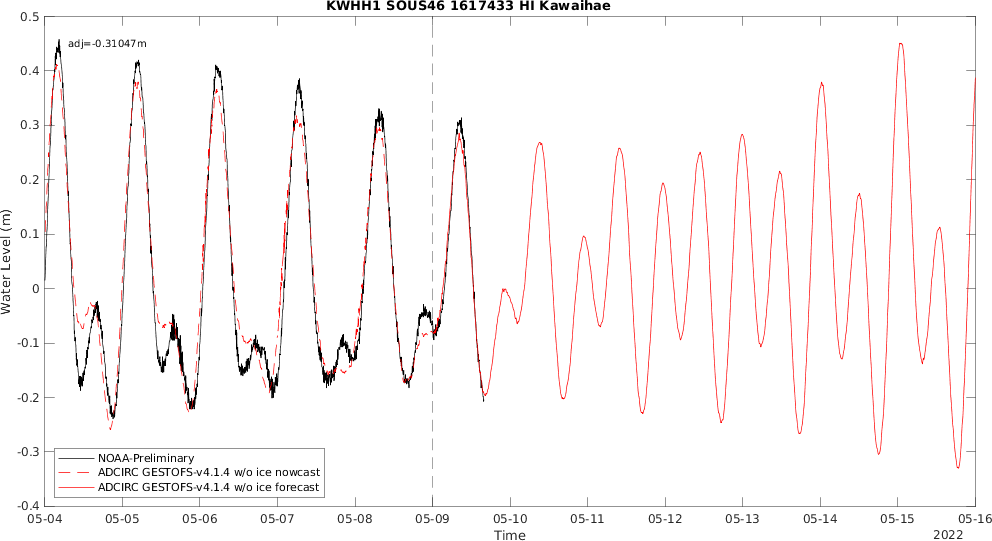 KWHH1 SOUS46 1617433 HI Kawaihae
adj=-0.31047m
0.5
0.4
0.3
0.2
0.1
0
-0.1
-0.2
-0.3
-0.4
Water Level (m)
NOAA-Preliminary
ADCIRC GESTOFS-v4.1.4 w/o ice nowcast
ADCIRC GESTOFS-v4.1.4 w/o ice forecast
05-04 05-05 05-06 05-07 05-08 05-09 05-10 05-11 05-12 05-13 05-14 05-15 05-16
Time
2022